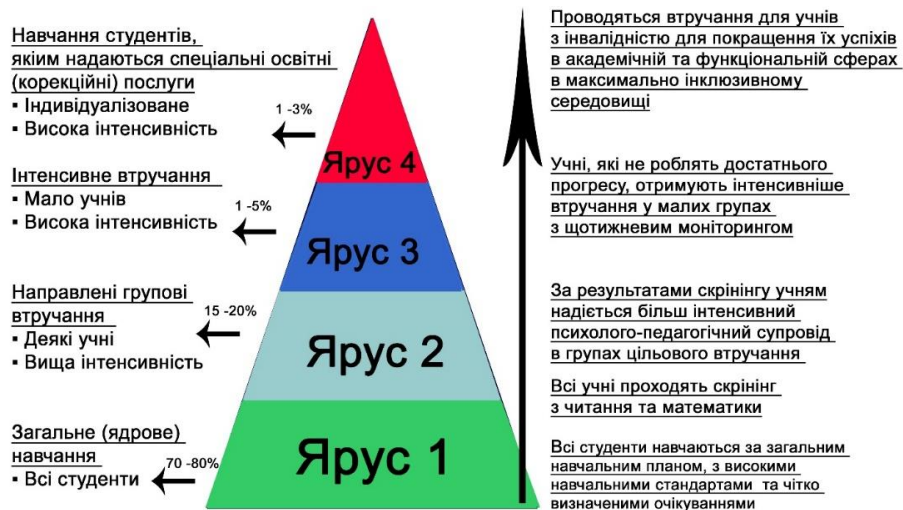 Навчання студентів,
яким надаються спеціальні освітні
(корекційні) послуги
▪ Індивідуалізоване
▪ Висока інтенсивність
1 -3%
Ярус 4
Проводяться втручання для учнів
з інвалідністю для покращення їх успіхів
в академічній та функціональній сферах
в максимально інклюзивному
середовищі
Інтенсивне втручання
▪ Мало учнів
▪ Висока інтенсивність
1 -5%
Ярус 3
Учні, які не роблять достатнього
прогресу, отримують інтенсивніше
втручання у малих групах
з щотижневим моніторингом
Направлені групові
втручання
▪ Деякі учні
▪ Вища інтенсивність
15 -20%
Ярус 2
За результатами скрінінгу учням
надіється більш інтенсивний
психолого-педагогічний супровід
в групах цільового втручання
Всі учні проходять скрінінг
з читання та математики
Загальне (ядрове)
навчання
▪ Всі студенти
70 -80%
Ярус 1
Всі студенти навчаються за загальним
навчальним планом, з високими
навчальними стандартами та чітко
визначеними очікуваннями